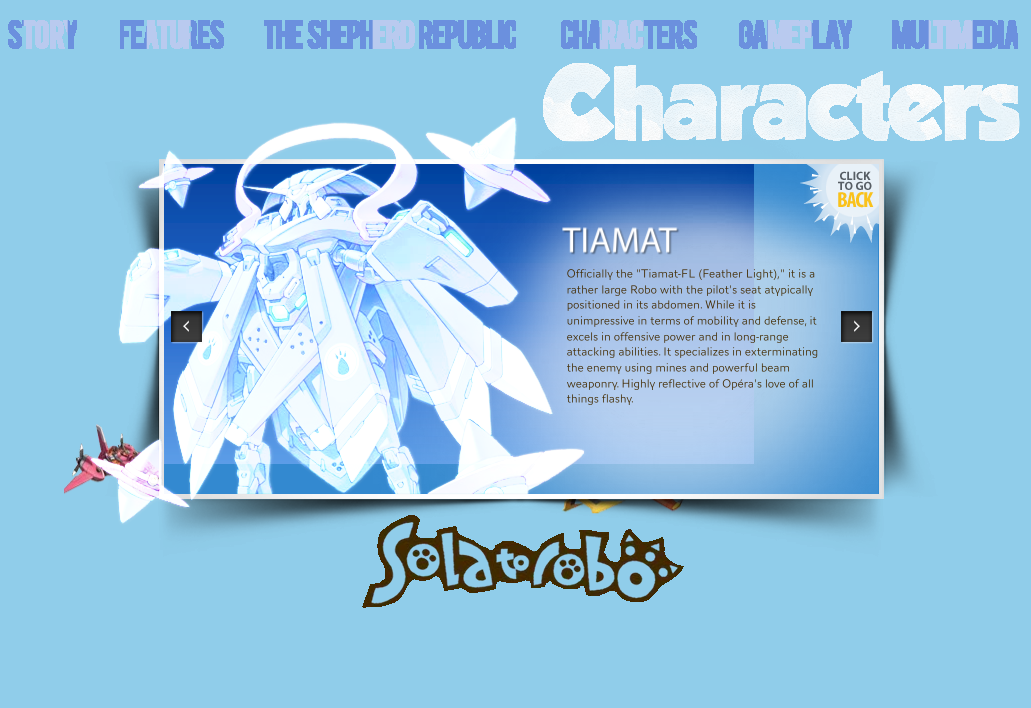 STORY FEATURES THE SHEPHERD REPUBLIC CHARACTERS GAMEPLAY MULTIMEDIA
Characters
CLICK
TO GO
BACK
TIAMAT
Officially the "Tiamat-FL (Feather Light)," it is a
rather large Robo with the pilot's seat atypically
positioned in its abdomen. While it is
unimpressive in terms of mobility and defense, it
excels in offensive power and in long-range
attacking abilities. It specializes in exterminating
the enemy using mines and powerful beam
weaponry. Highly reflective of Opéra's love of all
things flashy.
Solatorobo